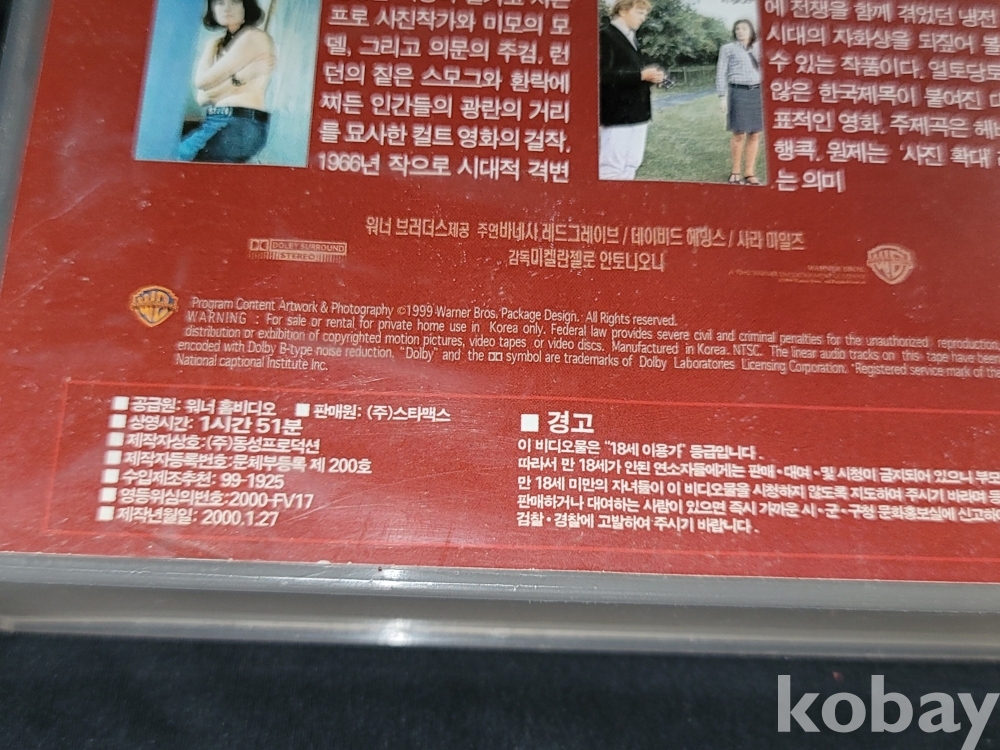 프로 사진작가와 미모의 모
델, 그리고 의문의 주검, 런
던의 짙은 스모그와 환락에
찌든 인간들의 광란의 거리
를 묘사한 컬트 영화의 걸작,
1966년 작으로 시대적 격변
에 전쟁을 함께 겪었던 냉전
시대의 자화상을 되짚어 볼
수 있는 작품이다. 얼토당토
않은 한국제목이 붙여진
표적인 영화, 주제곡은
행콕, 원제는 '사진 확대
는 의미
워너 브러더스제공 주연바네사 레드그레이브 / 데이비드 헤밍스 / 사라 마일즈
감독미켈란젤로 안토니오니
DOLBY SURROUND
STEREO
WB
Program Content Artwork & Photography ©1999 Warner Bros. Package Design. All Rights reserved.
WARNING : For sale or rental for private home use in Korea only. Federal law provides severe civil and criminal penalties for the unauthorized reproduction
distribution or exhibition of copyrighted motion pictures, video tapes or video discs. Manufactured in Korea. NTSC. The linear audio tracks on this tape have been
encoded with Dolby B-type noise reduction. "Dolby" and the symbol are trademarks of Dolby Laboratories Licensing Corporation. *Registered service mark of the
National captional Institute Inc.
■ 공급원: 워너 홈비디오 ■ 판매원: (주)스타맥스
■ 상영시간: 1시간 51분
■ 제작자상호: (주)동성프로덕션
■ 제작자등록번호: 문체부등록 제 200호
■ 수입제조추천: 99-1925
■ 영등위심의번호: 2000-FV17
■ 제작년월일: 2000.1.27
■ 경고
이 비디오물은 "18세 이용가" 등급입니다.
따라서 만 18세가 안된 연소자들에게는 판매·대여·및 시청이 금지되어 있으니 부모
만 18세 미만의 자녀들이 이 비디오물을 시청하지 않도록 지도하여 주시기 바라며 등
판매하거나 대여하는 사람이 있으면 즉시 가까운 시·군·구청 문화홍보실에 신고하
검찰·경찰에 고발하여 주시기 바랍니다.
kobay